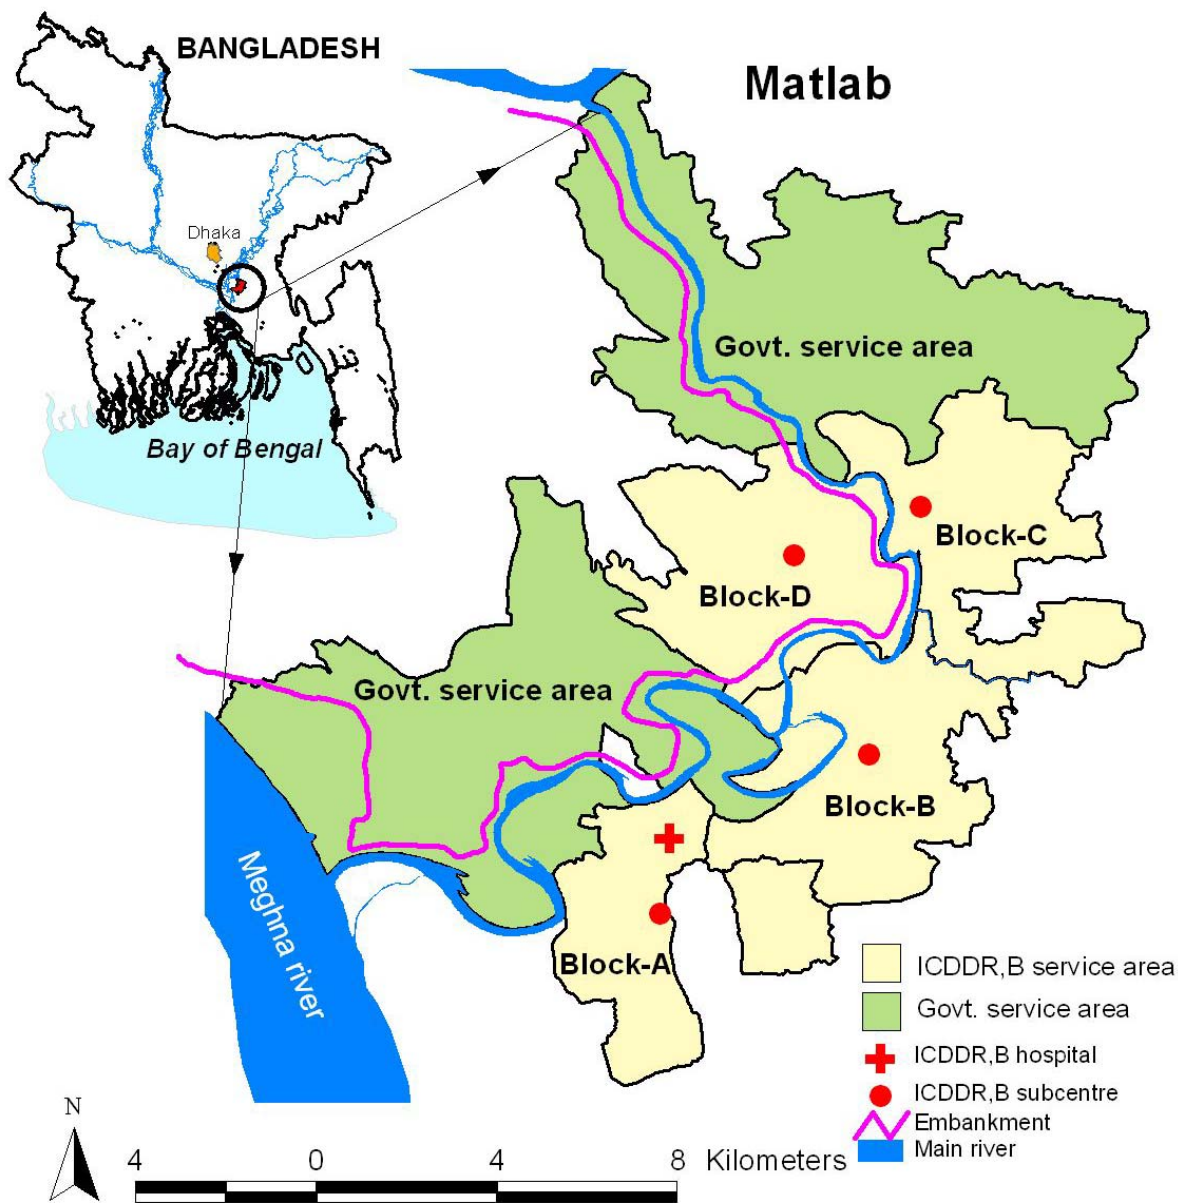 BANGLADESH
Matlab
Dhaka
Govt. service area
Bay of Bengal
Block-C
Block-D
Govt. service area
Block-B
Meghna river
Block-A
ICDDR,B service area
Govt. service area
ICDDR,B hospital
ICDDR,B subcentre
Embankment
Main river
N
4 0 4 8 Kilometers